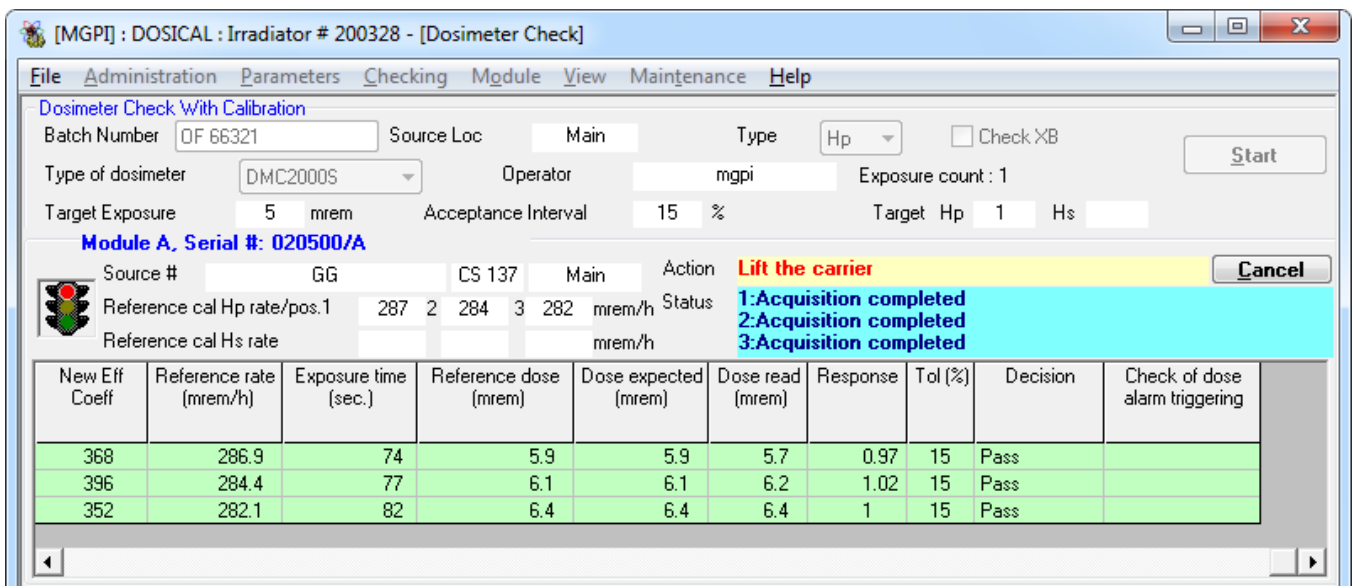 [MGPI] : DOSICAL : Irradiator # 200328 - [Dosimeter Check]
File Administration Parameters Checking Module View Maintenance Help
Dosimeter Check With Calibration
Batch Number OF 66321 Source Loc Main Type Hp Check XB
Start
Type of dosimeter DMC2000S Operator mgpi Exposure count : 1
Target Exposure 5 mrem Acceptance Interval 15 % Target Hp 1 Hs
Module A, Serial #: 020500/A
Source # GG CS 137 Main Action Lift the carrier Cancel
Reference cal Hp rate/pos.1 287 2 284 3 282 mrem/h Status 1:Acquisition completed
2:Acquisition completed
Reference cal Hs rate mrem/h 3:Acquisition completed
New Eff Reference rate Exposure time Reference dose Dose expected Dose read Response Tol (%) Decision Check of dose
Coeff (mrem/h) (sec.) (mrem) (mrem) (mrem) alarm triggering
368 286.9 74 5.9 5.9 5.7 0.97 15 Pass
396 284.4 77 6.1 6.1 6.2 1.02 15 Pass
352 282.1 82 6.4 6.4 6.4 1 15 Pass